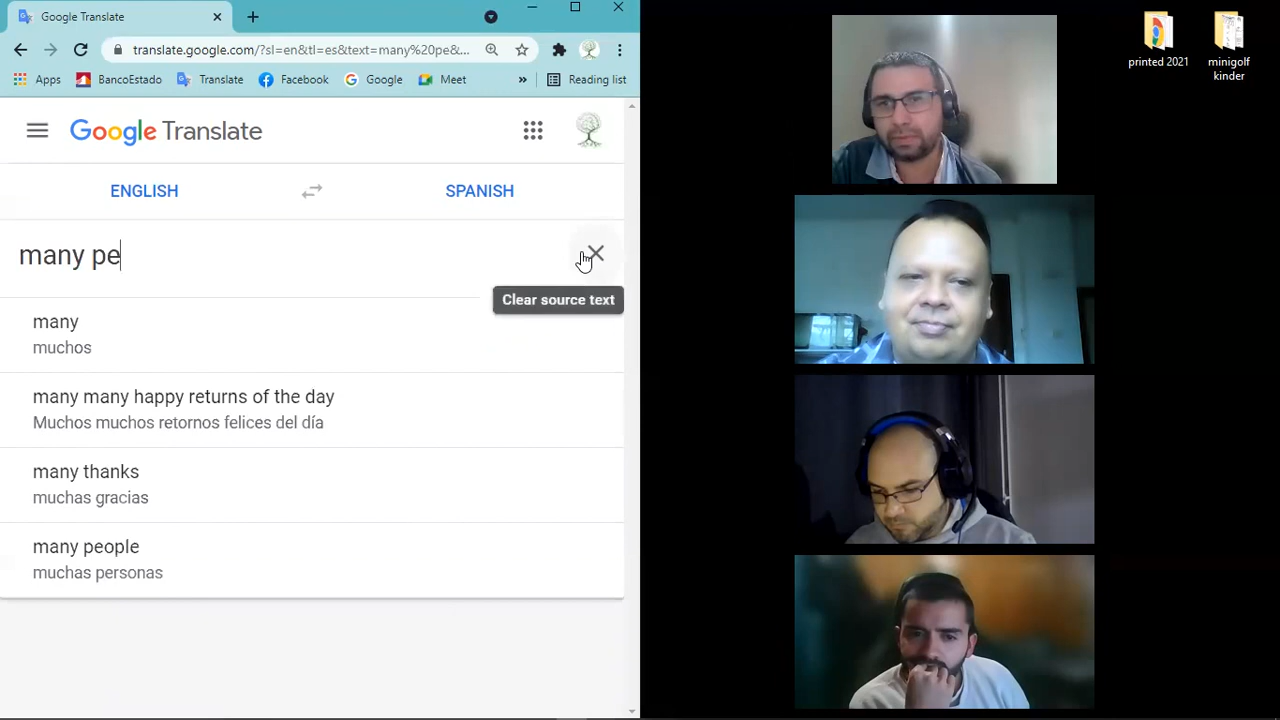 Google Translate
translate.google.com/?sl=en&tl=es&text=many%20pe&...
Apps
BancoEstado
Translate
Facebook
Google
Meet
»
Reading list
Google Translate
ENGLISH
SPANISH
many pe
Clear source text
many
muchos
many many happy returns of the day
Muchos muchos retornos felices del día
many thanks
muchas gracias
many people
muchas personas
printed 2021
minigolf
kinder